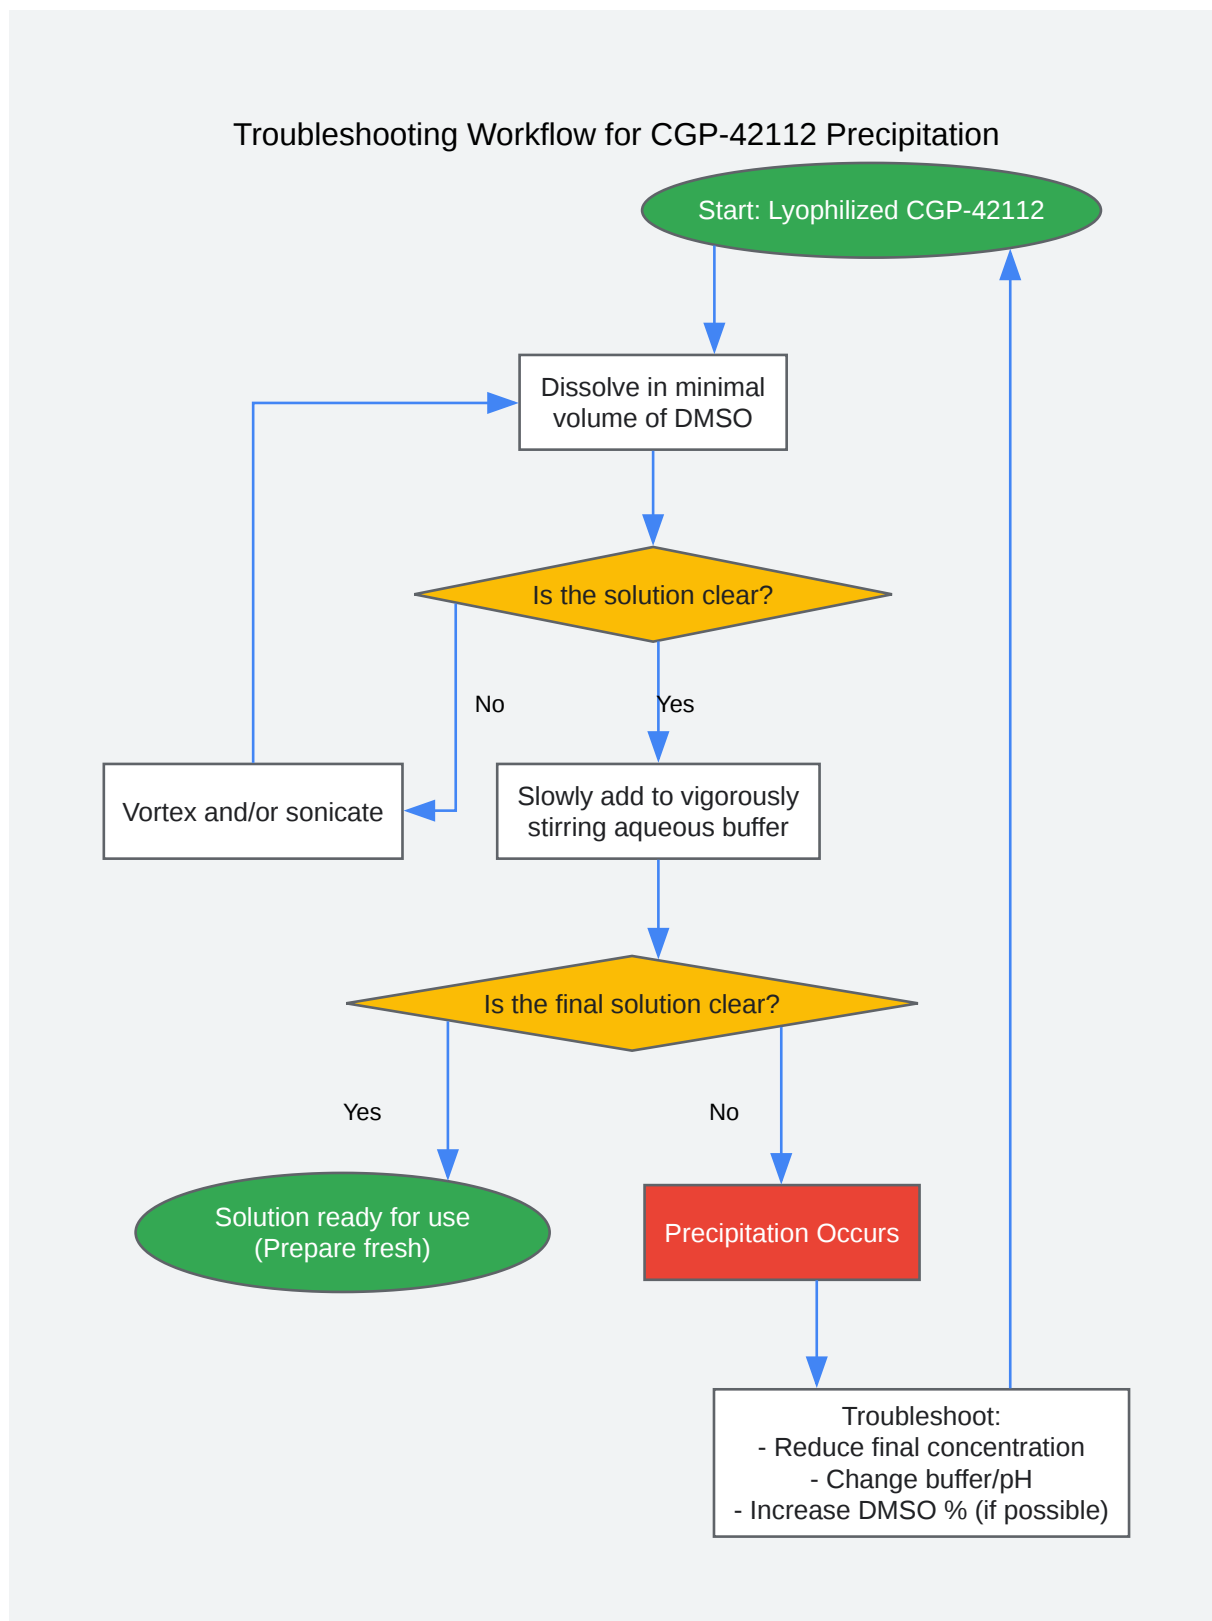 Troubleshooting Workflow for CGP-42112 Precipitation
Start: Lyophilized CGP-42112
Dissolve in minimal
volume of DMSO
Is the solution clear?
No
Yes
Vortex and/or sonicate
Slowly add to vigorously
stirring aqueous buffer
Is the final solution clear?
Yes
No
Solution ready for use
(Prepare fresh)
Precipitation Occurs
Troubleshoot:
- Reduce final concentration
- Change buffer/pH
- Increase DMSO % (if possible)